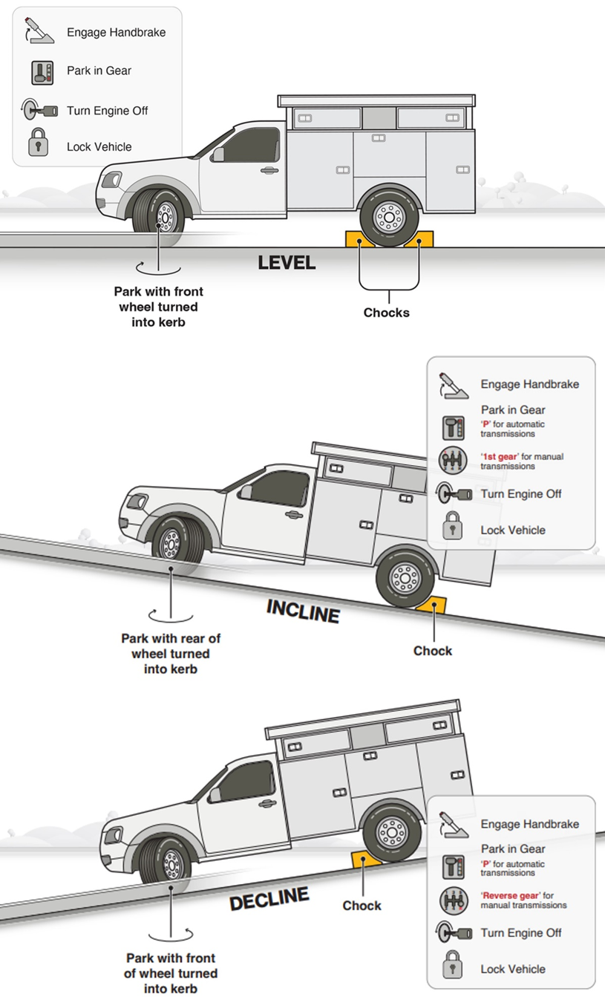 Engage Handbrake
Park in Gear
Turn Engine Off
Lock Vehicle
LEVEL
Park with front
wheel turned
into kerb
Chocks
Engage Handbrake
Park in Gear
‘P’ for automatic
transmissions
‘1st gear’ for manual
transmissions
Turn Engine Off
Lock Vehicle
INCLINE
Park with rear of
wheel turned
into kerb
Chock
Engage Handbrake
Park in Gear
‘P’ for automatic
transmissions
‘Reverse gear’ for
manual transmissions
Turn Engine Off
Lock Vehicle
DECLINE
Chock
Park with front
of wheel turned
into kerb